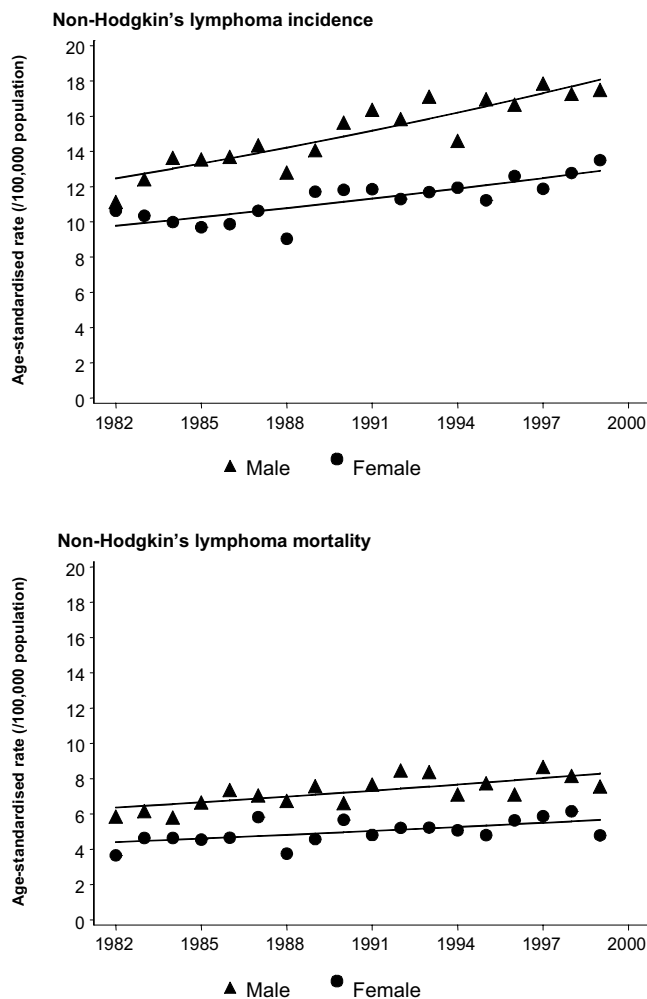 Non-Hodgkin’s lymphoma incidence
Age-standardised rate (/100,000 population)
20
18
16
14
12
10
8
6
4
2
0
1982 1985 1988 1991 1994 1997 2000
Male Female
Non-Hodgkin’s lymphoma mortality
Age-standardised rate (/100,000 population)
20
18
16
14
12
10
8
6
4
2
0
1982 1985 1988 1991 1994 1997 2000
Male Female